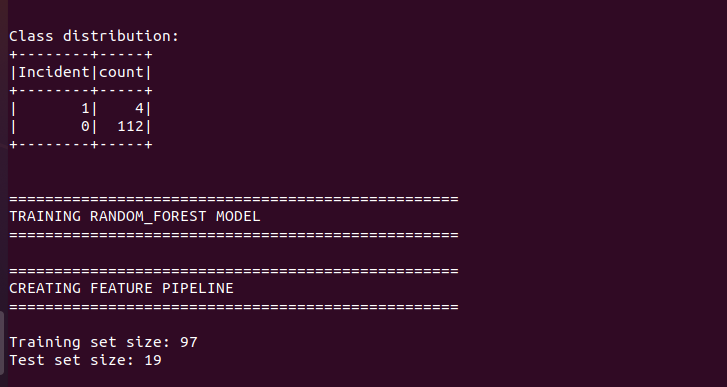 Class distribution:
+--------+-----+
|Incident|count|
+--------+-----+
|       1|    4|
|       0|  112|
+--------+-----+
==================================================
TRAINING RANDOM_FOREST MODEL
==================================================
==================================================
CREATING FEATURE PIPELINE
==================================================
Training set size: 97
Test set size: 19